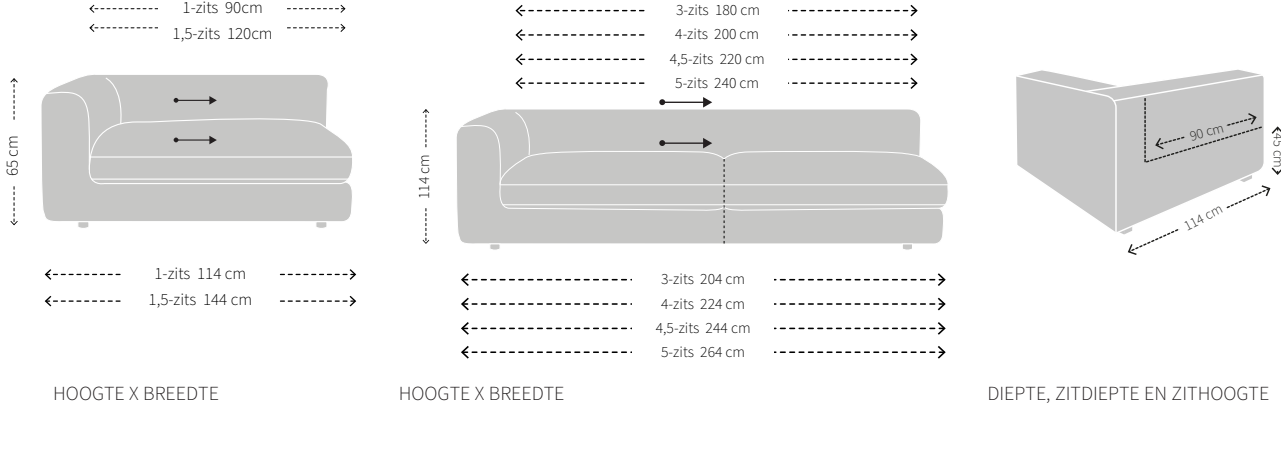 1-zits 90cm
1,5-zits 120cm
65 cm
1-zits 114 cm
1,5-zits 144 cm
HOOGTE X BREEDTE
3-zits 180 cm
4-zits 200 cm
4,5-zits 220 cm
5-zits 240 cm
114 cm
3-zits 204 cm
4-zits 224 cm
4,5-zits 244 cm
5-zits 264 cm
HOOGTE X BREEDTE
90 cm
45 cm
114 cm
DIEPTE, ZITDIEPTE EN ZITHOOGTE